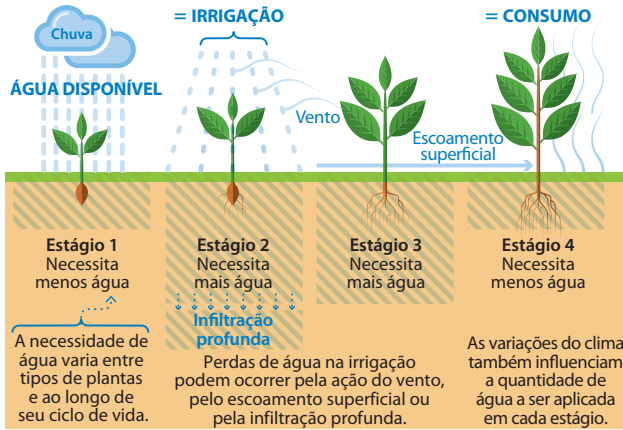 Chuva
ÁGUA DISPONÍVEL
= IRRIGAÇÃO
Vento
Escoamento
superficial
= CONSUMO
Estágio 1
Necessita
menos água
Estágio 2
Necessita
mais água
Estágio 3
Necessita
mais água
Estágio 4
Necessita
menos água
Infiltração
profunda
A necessidade de
água varia entre
tipos de plantas
e ao longo de
seu ciclo de vida.
Perdas de água na irrigação
podem ocorrer pela ação do vento,
pelo escoamento superficial ou
pela infiltração profunda.
As variações do clima
também influenciam
a quantidade de
água a ser aplicada
em cada estágio.